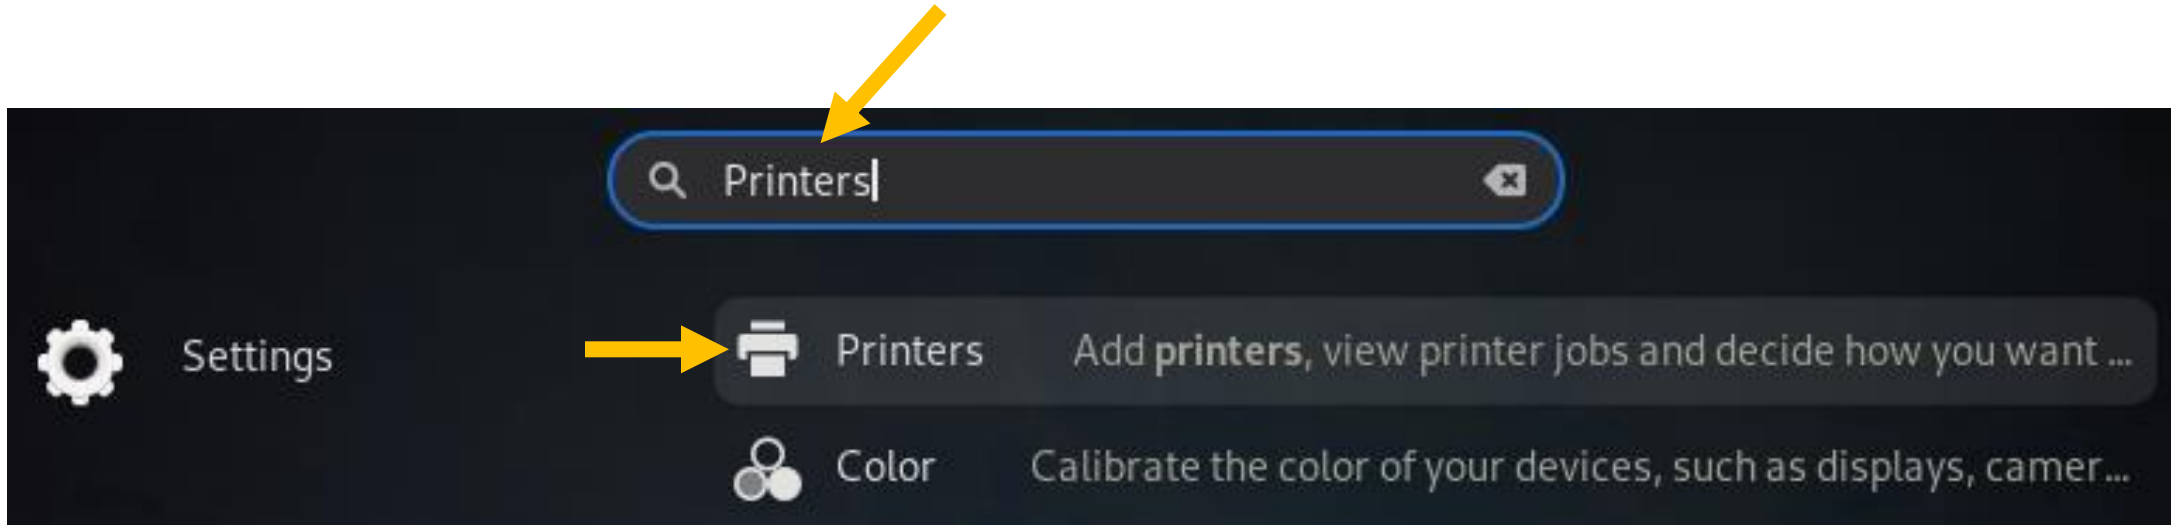 Printers
Settings
Printers Add printers, view printer jobs and decide how you want ...
Color Calibrate the color of your devices, such as displays, camer...